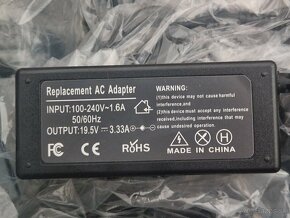 Replacement AC Adapter
INPUT:100-240V~1.6A
50/60Hz
OUTPUT:19.5V 3.33A
WARNING:
(1)this device may not cause harmful interference, and
(2)this device must accept any interference received, including interference that may cause undesired operation.
CE RoHS
MADE IN CHINA